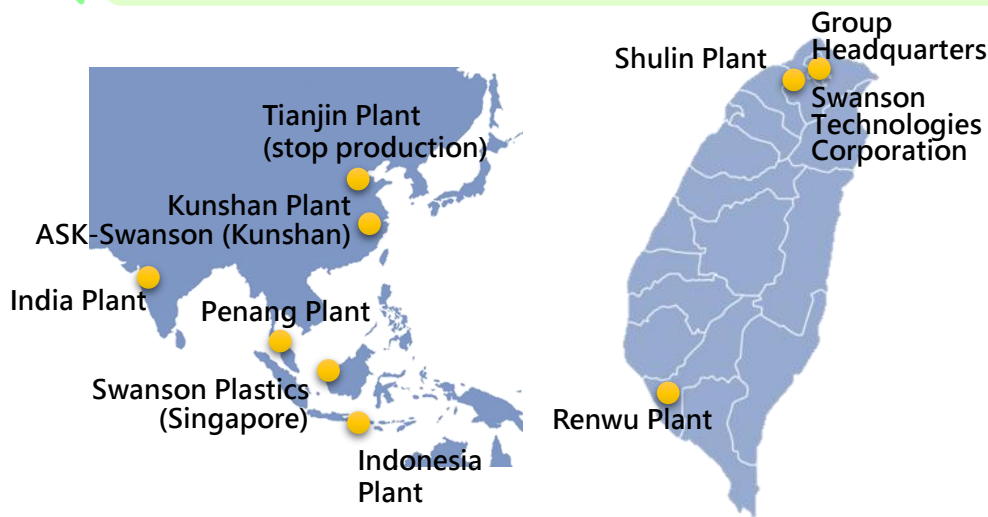 Tianjin Plant
(stop production)
Kunshan Plant
ASK-Swanson (Kunshan)
India Plant
Penang Plant
Swanson Plastics
(Singapore)
Indonesia
Plant
Group
Headquarters
Shulin Plant
Swanson
Technologies
Corporation
Renwu Plant